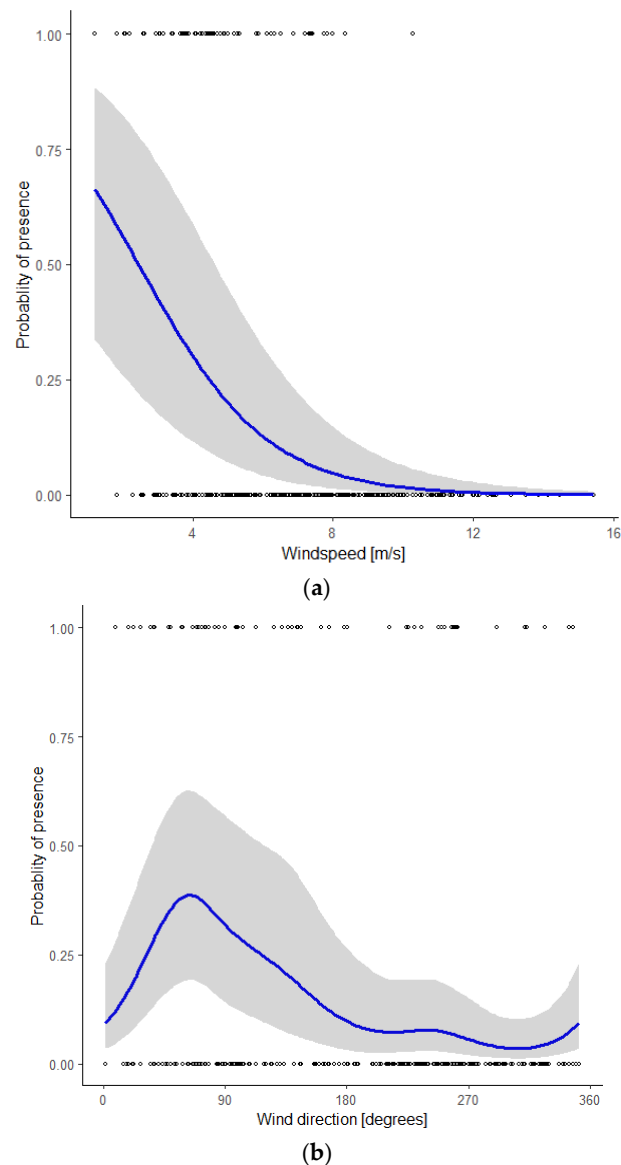 1.00
0.75
0.50
0.25
0.00
Probablity of presence
4 8 12 16
Windspeed [m/s]
(a)
1.00
0.75
0.50
0.25
0.00
Probablity of presence
0 90 180 270 360
Wind direction [degrees]
(b)